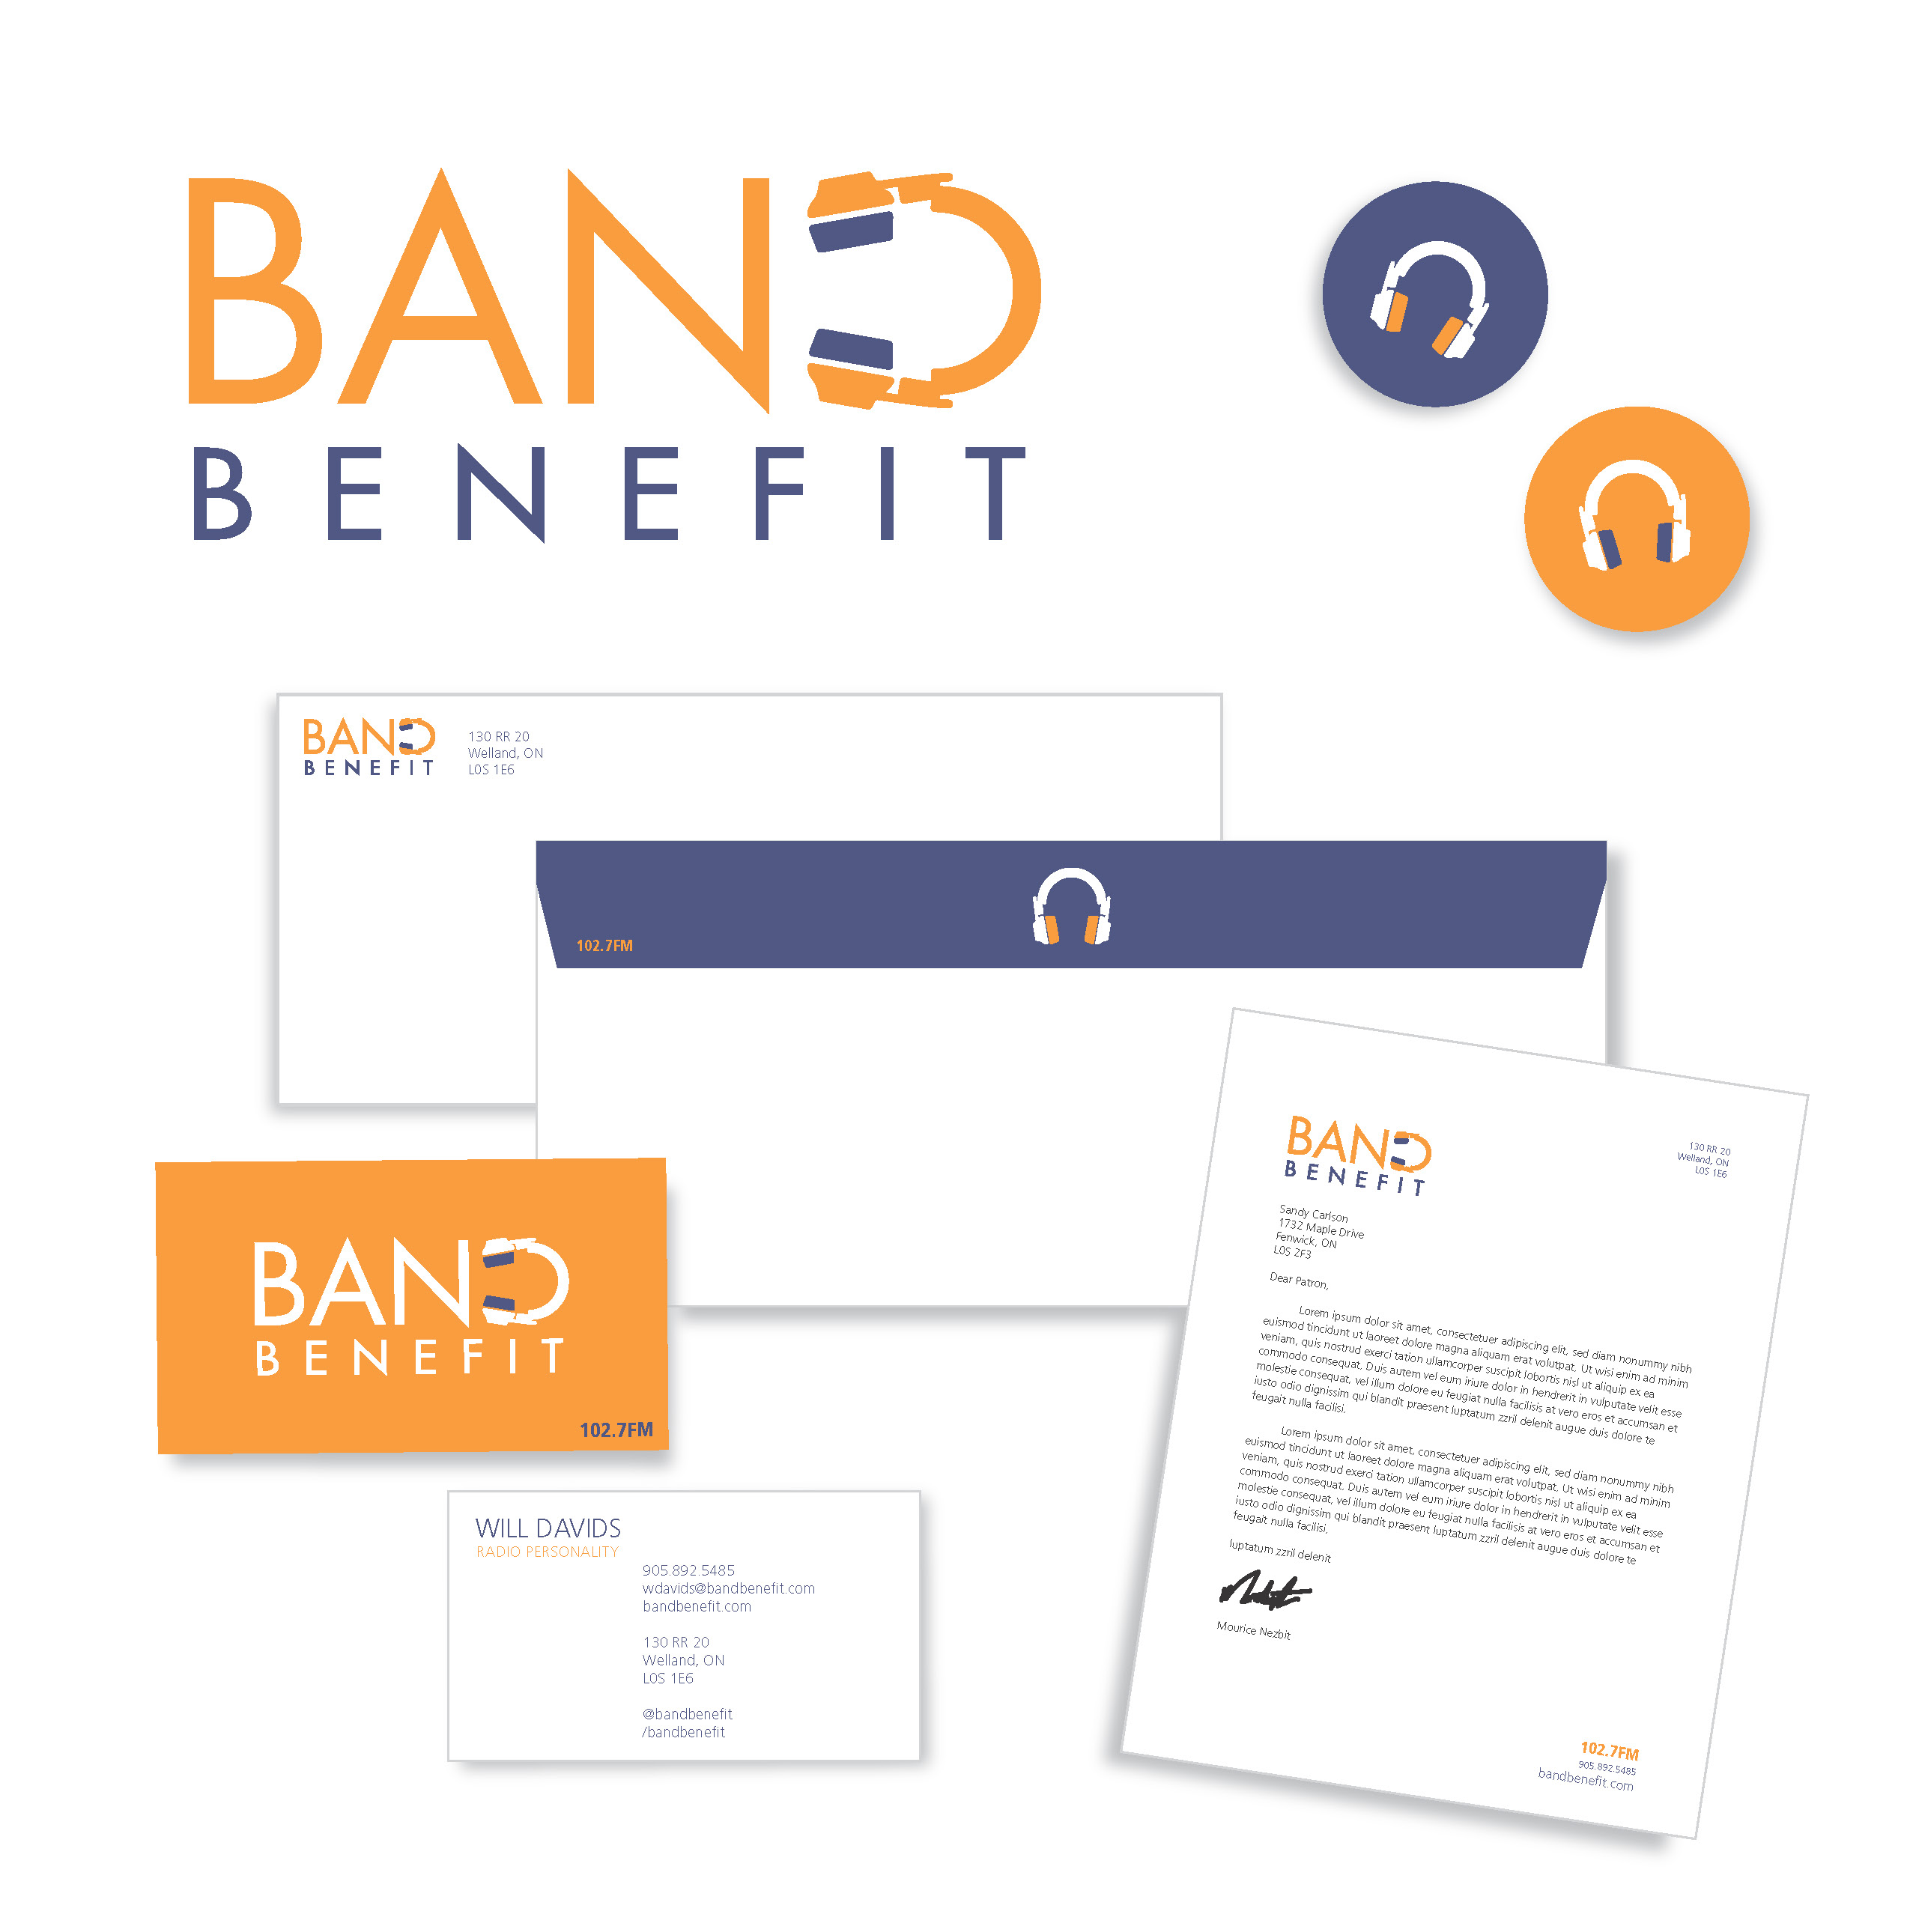 BAND
BENEFIT
BAND
BENEFIT
130 RR 20
Welland, ON
L0S 1E6
102.7FM
BAND
BENEFIT
102.7FM
WILL DAVIDS
RADIO PERSONALITY
905.892.5485
wdavids@bandbenefit.com
bandbenefit.com
130 RR 20
Welland, ON
L0S 1E6
@bandbenefit
/bandbenefit
BAND
BENEFIT
130 RR 20
Welland, ON
L0S 1E6
Sandy Carlson
1732 Maple Drive
Fenwick, ON
L0S 2F3
Dear Patron,
Lorem ipsum dolor sit amet, consectetuer adipiscing elit, sed diam nonummy nibh
euismod tincidunt ut laoreet dolore magna aliquam erat volutpat. Ut wisi enim ad minim
veniam, quis nostrud exerci tation ullamcorper suscipit lobortis nisl ut aliquip ex ea
commodo consequat. Duis autem vel eum iriure dolor in hendrerit in vulputate velit esse
molestie consequat, vel illum dolore eu feugiat nulla facilisis at vero eros et accumsan et
iusto odio dignissim qui blandit praesent luptatum zzril delenit augue duis dolore te
feugait nulla facilisi.
Lorem ipsum dolor sit amet, consectetuer adipiscing elit, sed diam nonummy nibh
euismod tincidunt ut laoreet dolore magna aliquam erat volutpat. Ut wisi enim ad minim
veniam, quis nostrud exerci tation ullamcorper suscipit lobortis nisl ut aliquip ex ea
commodo consequat. Duis autem vel eum iriure dolor in hendrerit in vulputate velit esse
molestie consequat, vel illum dolore eu feugiat nulla facilisis at vero eros et accumsan et
iusto odio dignissim qui blandit praesent luptatum zzril delenit augue duis dolore te
feugait nulla facilisi.
luptatum zzril delenit
Mourice Nezbit
102.7FM
905.892.5485
bandbenefit.com